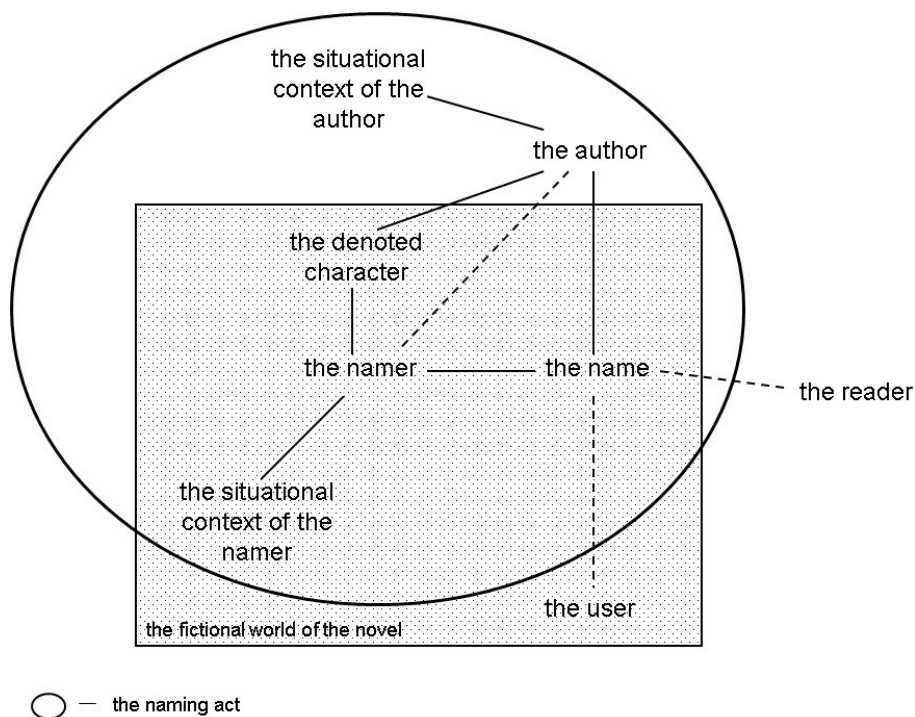 the situational
context of the
author
the author
the denoted
character
the namer
the name
the reader
the situational
context of the
namer
the user
the fictional world of the novel
— the naming act